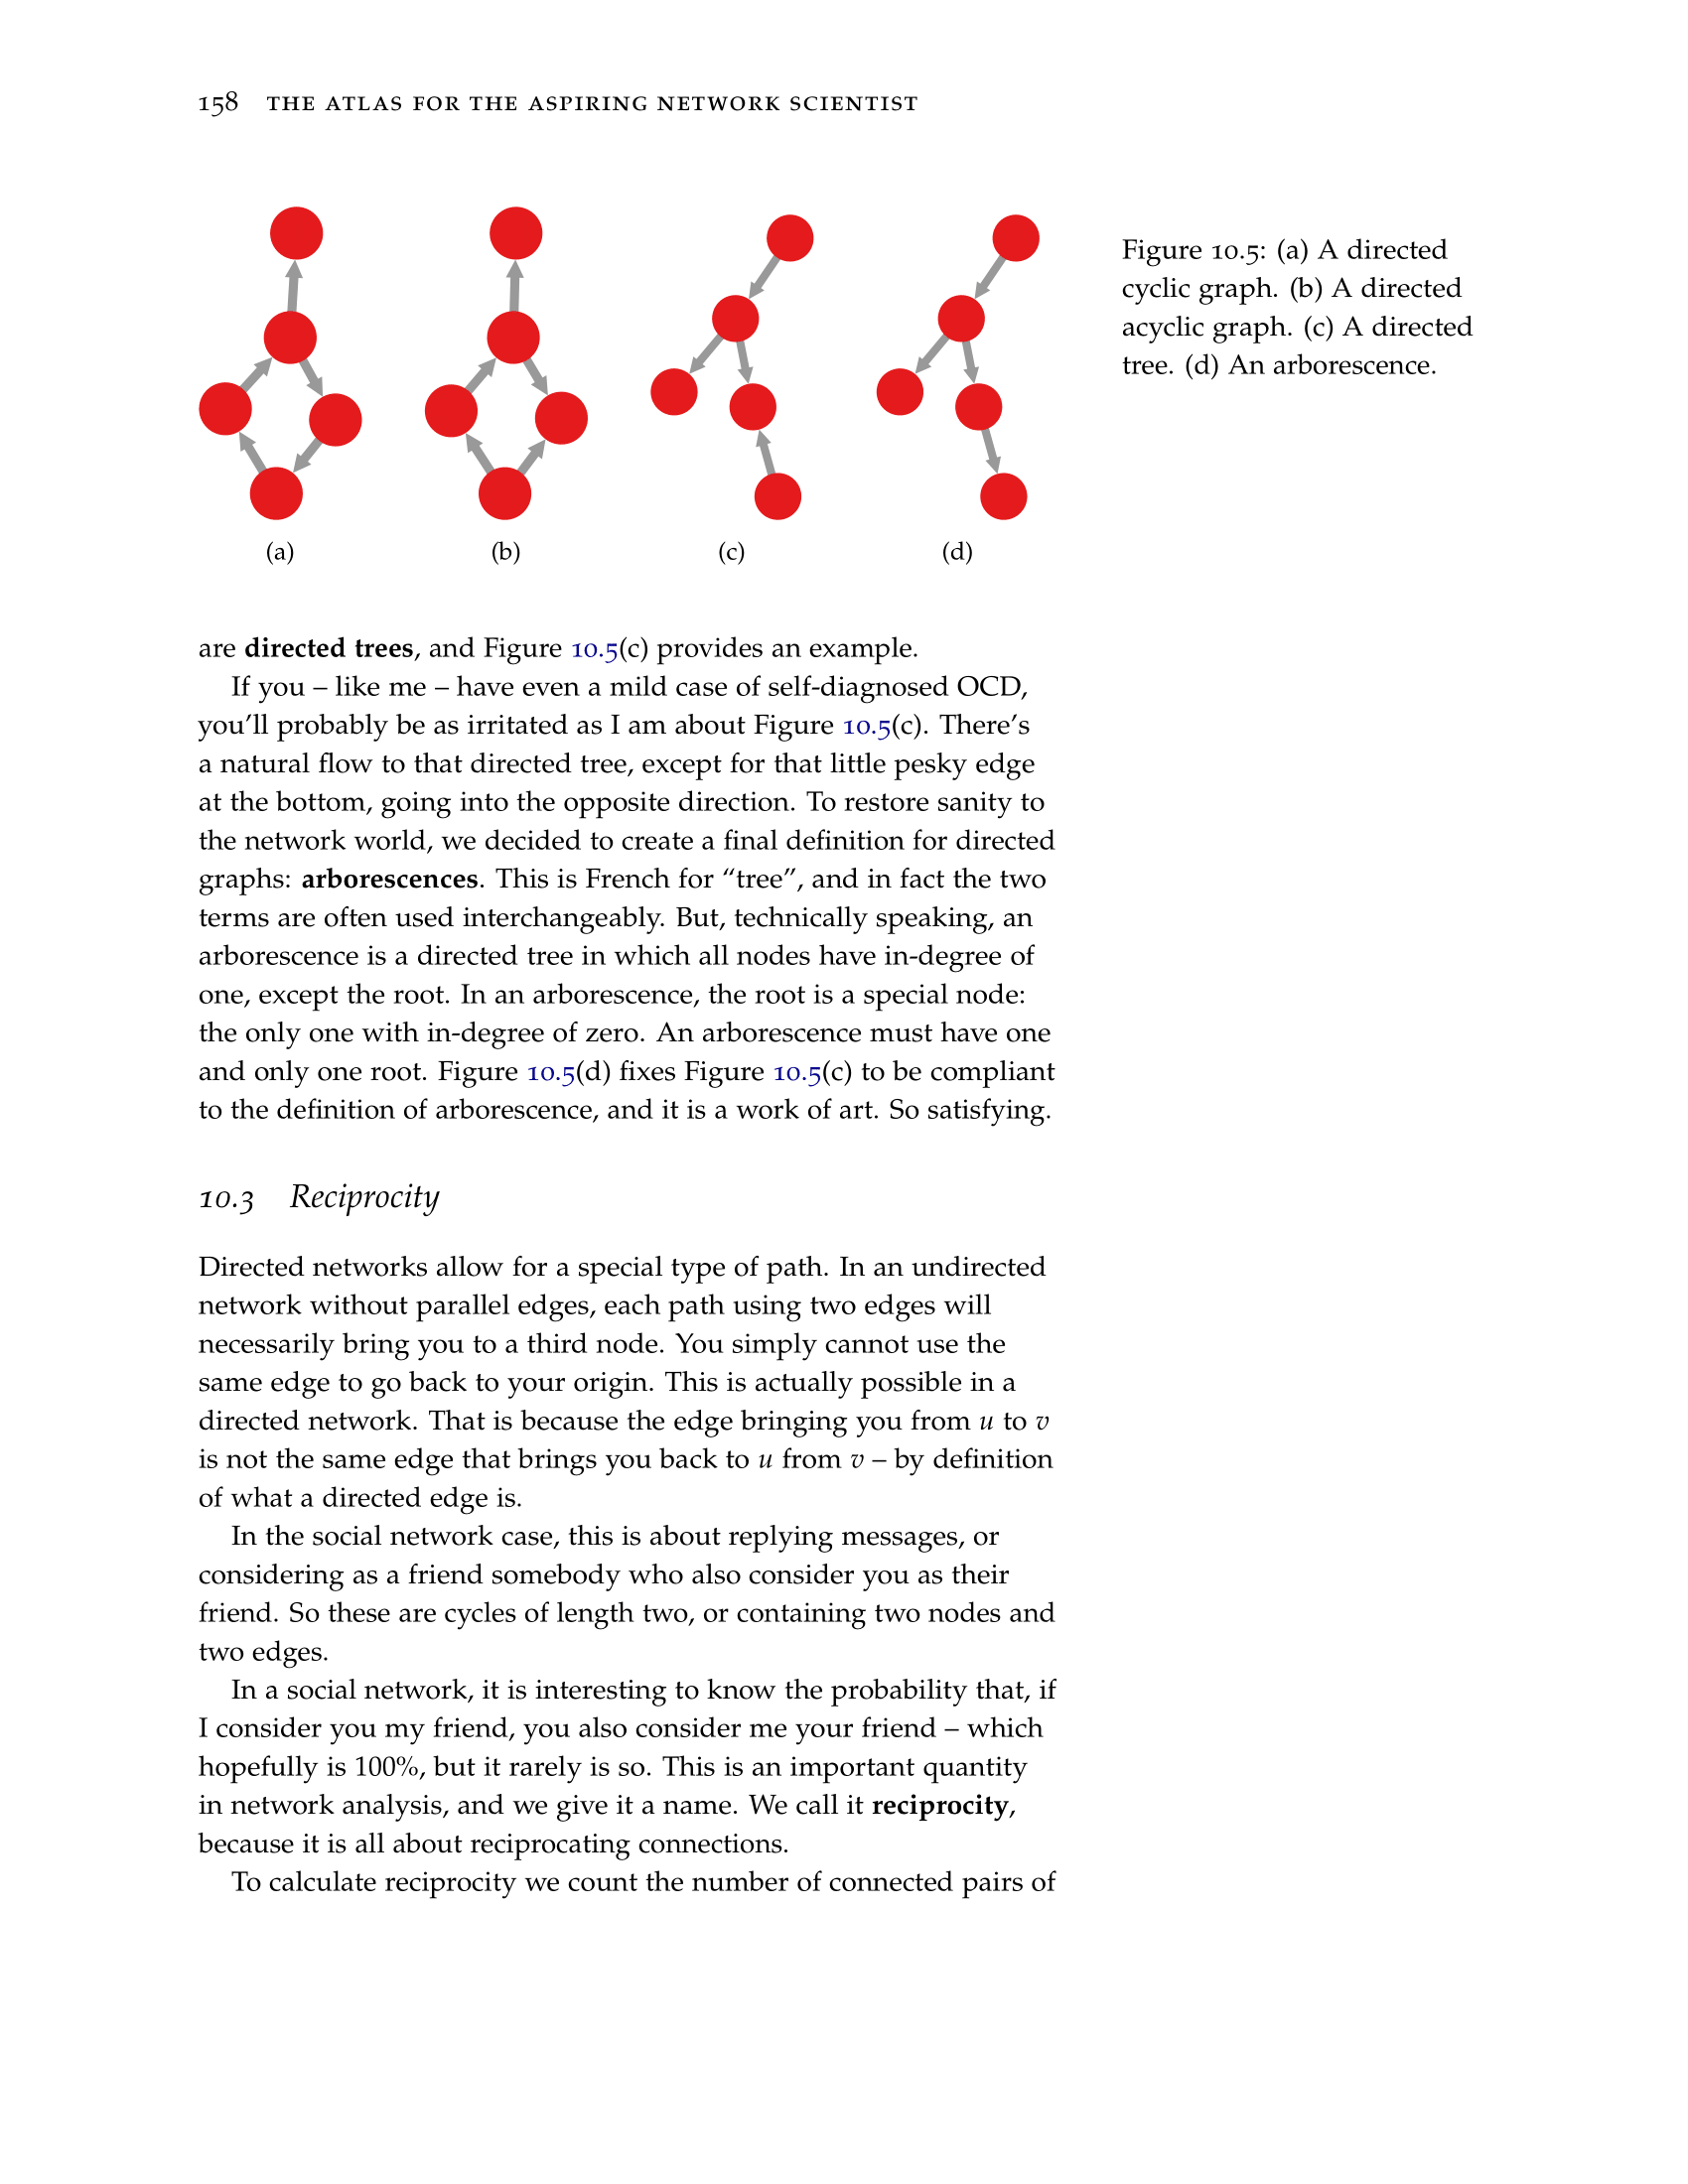 158 THE ATLAS FOR THE ASPIRING NETWORK SCIENTIST
(a) (b) (c) (d)
Figure 10.5: (a) A directed
cyclic graph. (b) A directed
acyclic graph. (c) A directed
tree. (d) An arborescence.
are directed trees, and Figure 10.5(c) provides an example.
If you – like me – have even a mild case of self-diagnosed OCD,
you’ll probably be as irritated as I am about Figure 10.5(c). There’s
a natural flow to that directed tree, except for that little pesky edge
at the bottom, going into the opposite direction. To restore sanity to
the network world, we decided to create a final definition for directed
graphs: arborescences. This is French for “tree”, and in fact the two
terms are often used interchangeably. But, technically speaking, an
arborescence is a directed tree in which all nodes have in-degree of
one, except the root. In an arborescence, the root is a special node:
the only one with in-degree of zero. An arborescence must have one
and only one root. Figure 10.5(d) fixes Figure 10.5(c) to be compliant
to the definition of arborescence, and it is a work of art. So satisfying.
10.3 Reciprocity
Directed networks allow for a special type of path. In an undirected
network without parallel edges, each path using two edges will
necessarily bring you to a third node. You simply cannot use the
same edge to go back to your origin. This is actually possible in a
directed network. That is because the edge bringing you from u to v
is not the same edge that brings you back to u from v – by definition
of what a directed edge is.
In the social network case, this is about replying messages, or
considering as a friend somebody who also consider you as their
friend. So these are cycles of length two, or containing two nodes and
two edges.
In a social network, it is interesting to know the probability that, if
I consider you my friend, you also consider me your friend – which
hopefully is 100%, but it rarely is so. This is an important quantity
in network analysis, and we give it a name. We call it reciprocity,
because it is all about reciprocating connections.
To calculate reciprocity we count the number of connected pairs of